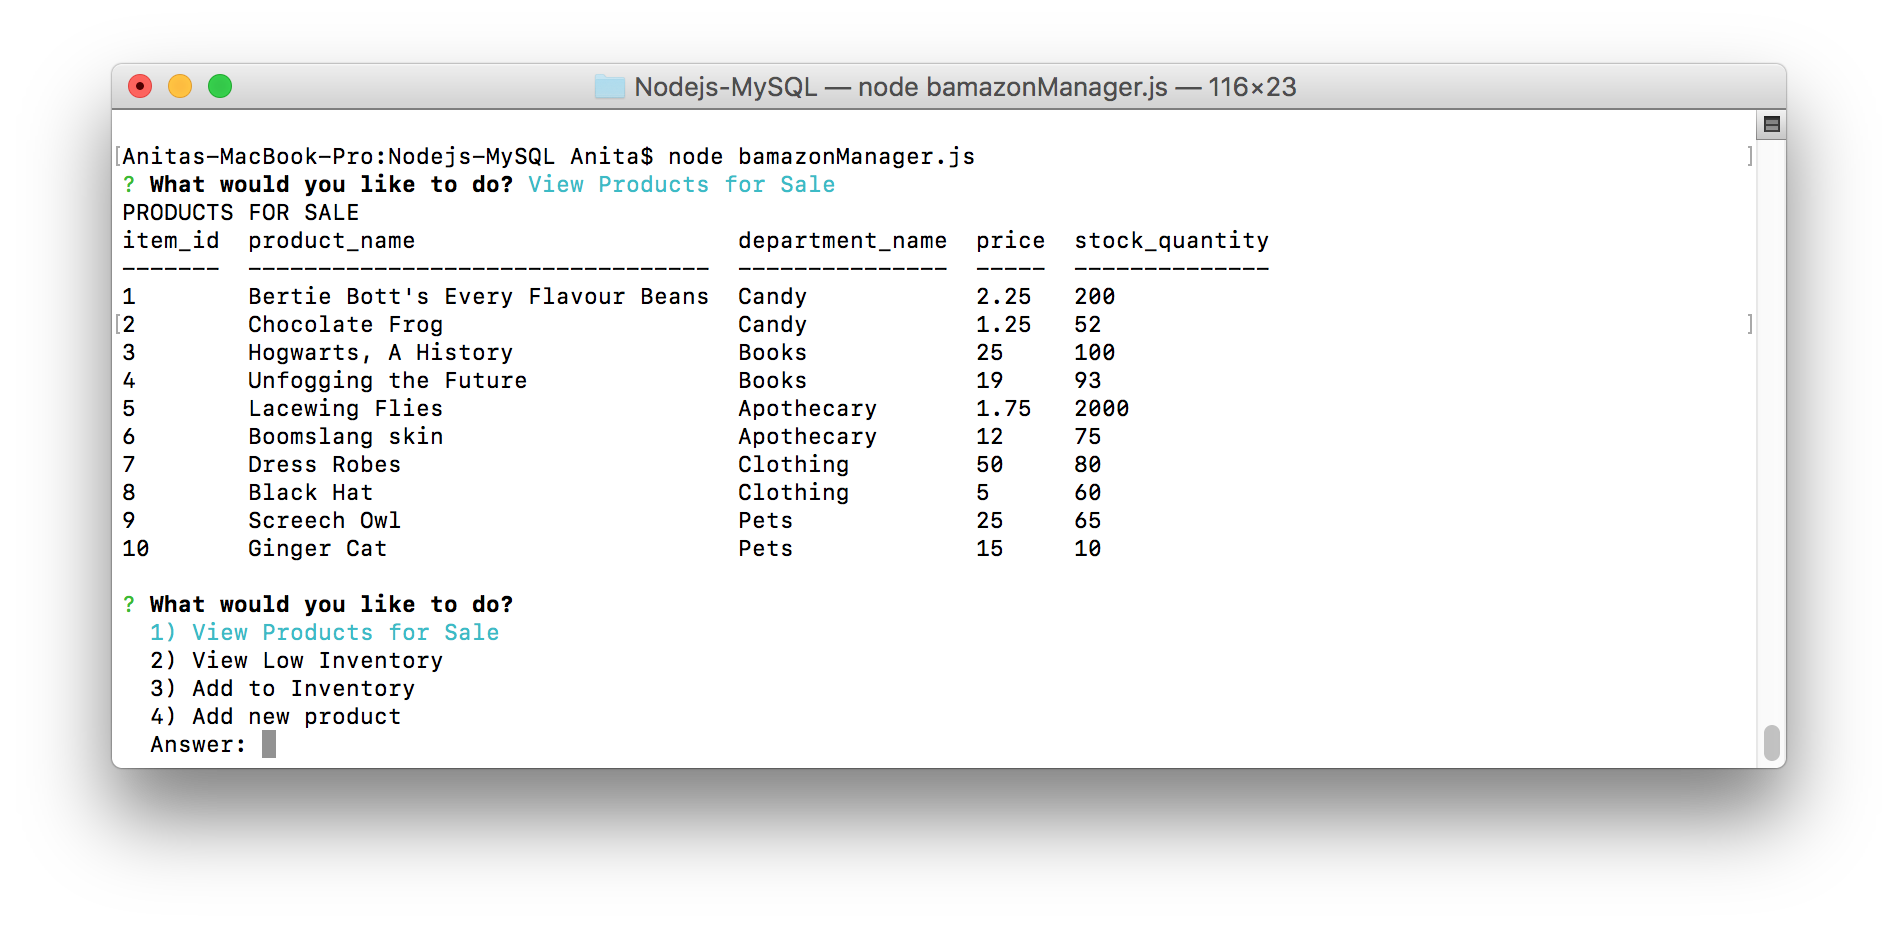 Nodejs-MySQL — node bamazonManager.js — 116×23
[Anitas-MacBook-Pro:Nodejs-MySQL Anita$ node bamazonManager.js ]
? What would you like to do? View Products for Sale
PRODUCTS FOR SALE
item_id  product_name                       department_name  price  stock_quantity
-------  ---------------------------------  ---------------  -----  --------------
1        Bertie Bott's Every Flavour Beans  Candy            2.25   200
[2        Chocolate Frog                     Candy            1.25   52 ]
3        Hogwarts, A History                Books            25     100
4        Unfogging the Future               Books            19     93
5        Lacewing Flies                     Apothecary       1.75   2000
6        Boomslang skin                     Apothecary       12     75
7        Dress Robes                        Clothing         50     80
8        Black Hat                          Clothing         5      60
9        Screech Owl                        Pets             25     65
10       Ginger Cat                         Pets             15     10
? What would you like to do?
1) View Products for Sale
2) View Low Inventory
3) Add to Inventory
4) Add new product
Answer: